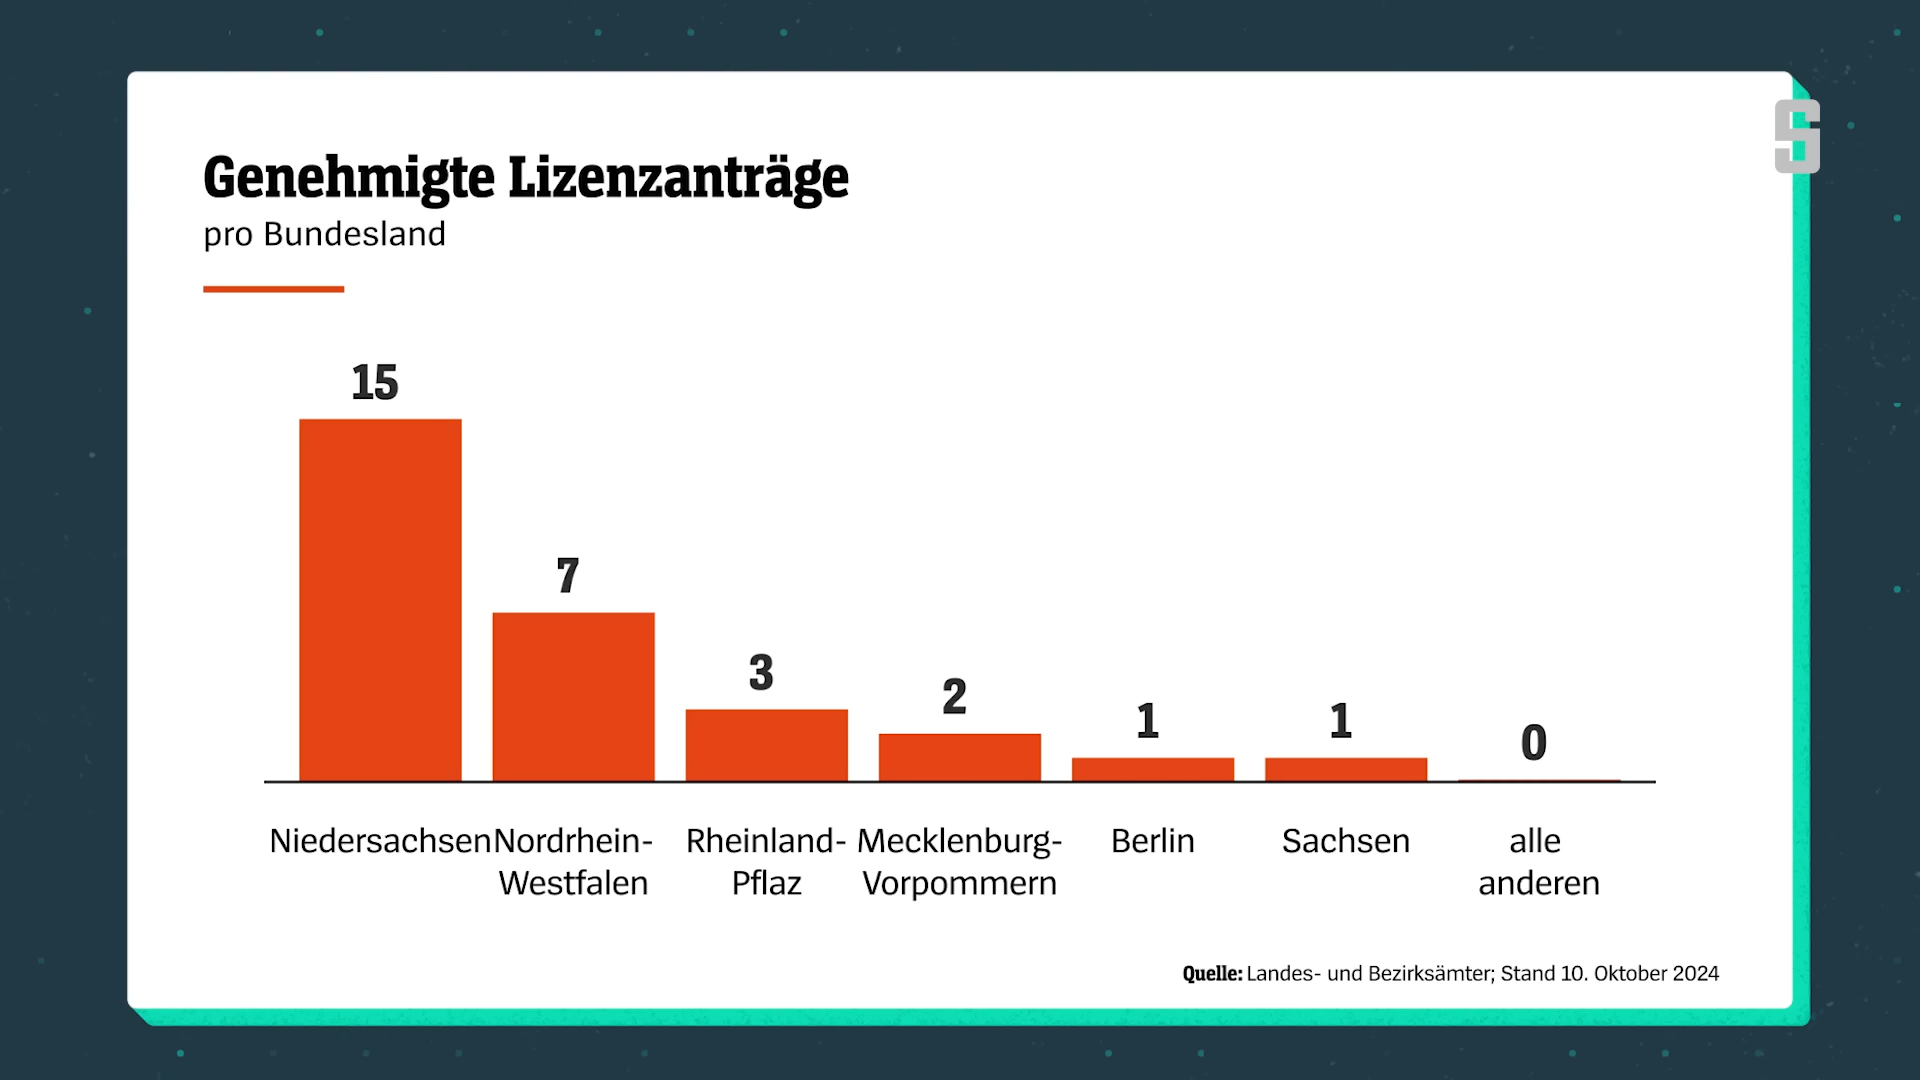 S
Genehmigte Lizenzanträge
pro Bundesland
15
7
3
2
1
1
0
Niedersachsen
Nordrhein-
Westfalen
Rheinland-
Pflaz
Mecklenburg-
Vorpommern
Berlin
Sachsen
alle
anderen
Quelle: Landes- und Bezirksämter; Stand 10. Oktober 2024